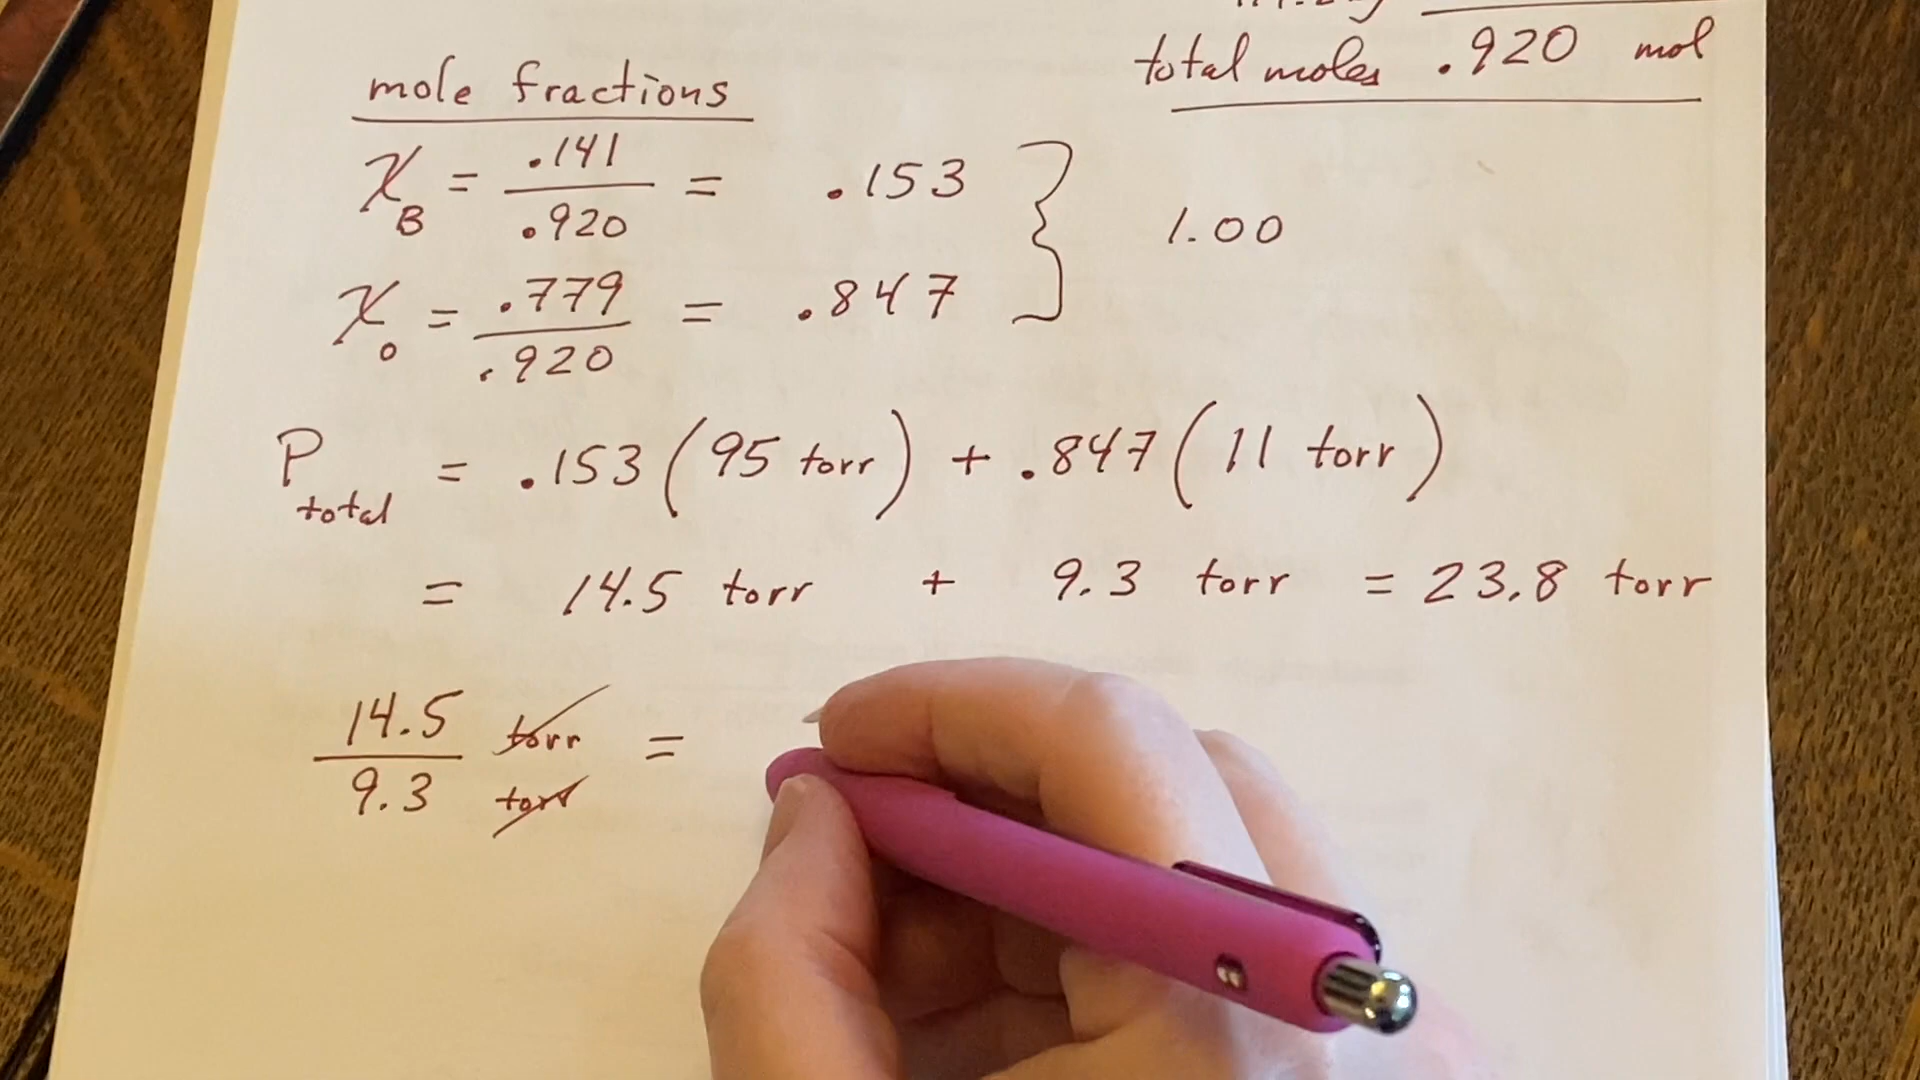 total moles .920 mol
mole fractions
χB = .141/.920 = .153 } 1.00
χo = .779/.920 = .847
Ptotal = .153 (95 torr) + .847 (11 torr)
= 14.5 torr + 9.3 torr = 23.8 torr
14.5 torr / 9.3 torr =